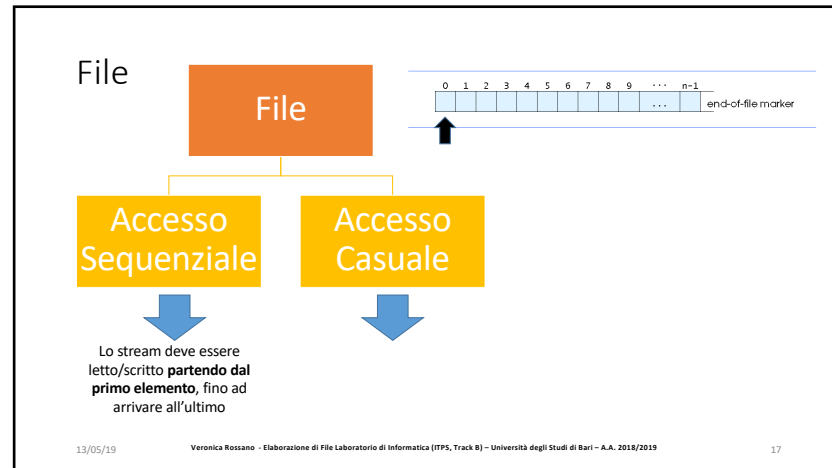 File
File
0 1 2 3 4 5 6 7 8 9 ... n-1
... end-of-file marker
Accesso
Sequenziale
Accesso
Casuale
Lo stream deve essere
letto/scritto partendo dal
primo elemento, fino ad
arrivare all’ultimo
13/05/19
Veronica Rossano - Elaborazione di File Laboratorio di Informatica (ITPS, Track B) – Università degli Studi di Bari – A.A. 2018/2019
17